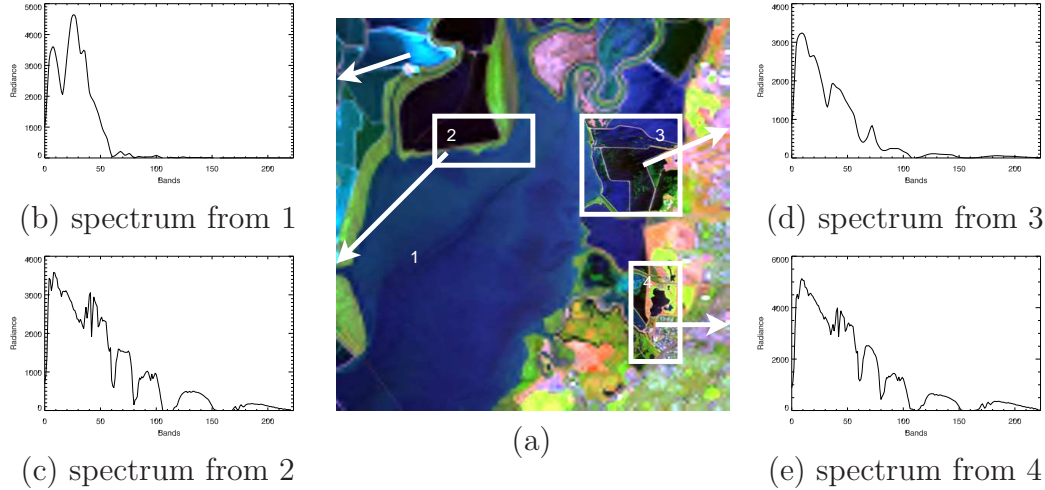 5000
4000
3000
2000
1000
0
Radiance
0 50 100 150 200
Bands
(b) spectrum from 1
4000
3000
2000
1000
0
Radiance
0 50 100 150 200
Bands
(c) spectrum from 2
1
2
3
4
(a)
4000
3000
2000
1000
0
Radiance
0 50 100 150 200
Bands
(d) spectrum from 3
6000
4000
2000
0
Radiance
0 50 100 150 200
Bands
(e) spectrum from 4